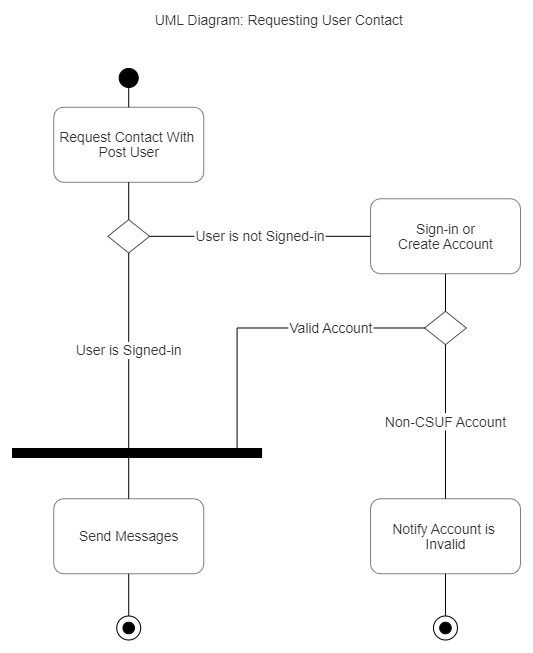 UML Diagram: Requesting User Contact
Request Contact With
Post User
User is not Signed-in
Sign-in or
Create Account
Valid Account
User is Signed-in
Non-CSUF Account
Send Messages
Notify Account is
Invalid